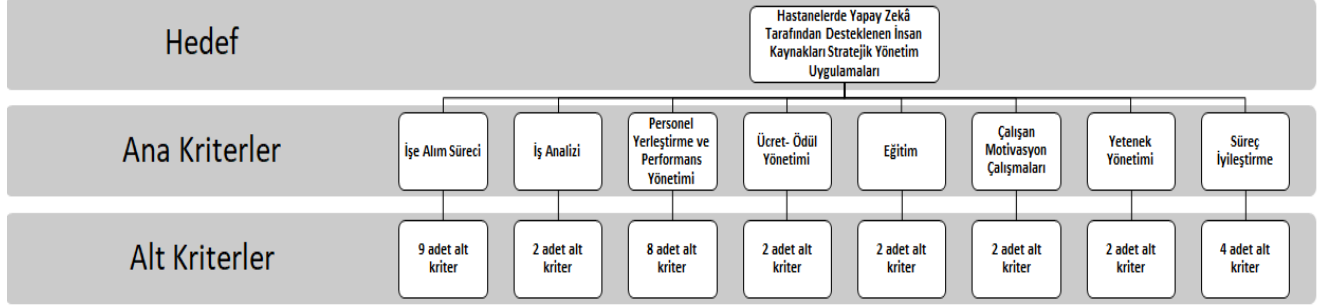 Hedef
Hastanelerde Yapay Zekâ
Tarafından Desteklenen İnsan
Kaynakları Stratejik Yönetim
Uygulamaları
Ana Kriterler
İşe Alım Süreci
İş Analizi
Personel
Yerleştirme ve
Performans
Yönetimi
Ücret- Ödül
Yönetimi
Eğitim
Çalışan
Motivasyon
Çalışmaları
Yetenek
Yönetimi
Süreç
İyileştirme
Alt Kriterler
9 adet alt
kriter
2 adet alt
kriter
8 adet alt
kriter
2 adet alt
kriter
2 adet alt
kriter
2 adet alt
kriter
2 adet alt
kriter
4 adet alt
kriter